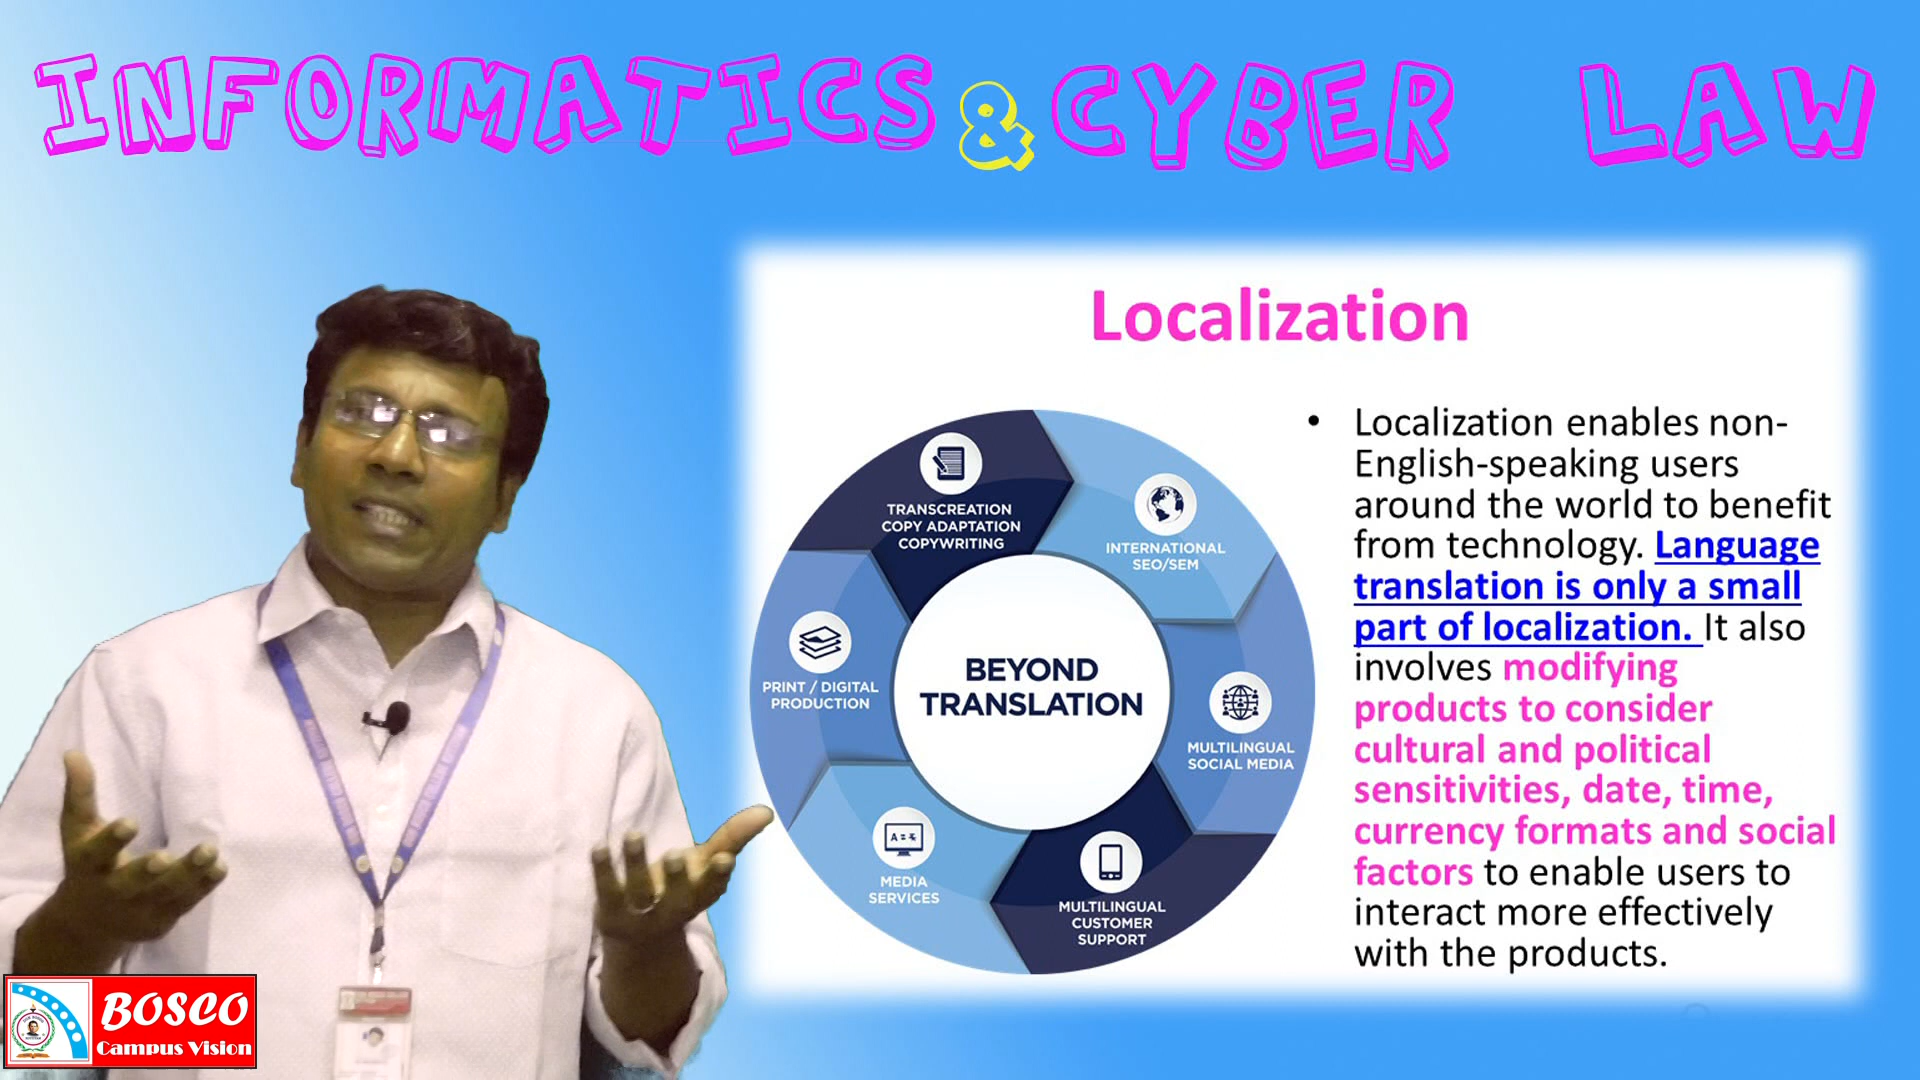 INFORMATICS & CYBER LAW
Localization
TRANSCREATION
COPY ADAPTATION
COPYWRITING
INTERNATIONAL
SEO/SEM
PRINT / DIGITAL
PRODUCTION
BEYOND
TRANSLATION
MULTILINGUAL
SOCIAL MEDIA
MEDIA
SERVICES
MULTILINGUAL
CUSTOMER
SUPPORT
• Localization enables non-
English-speaking users
around the world to benefit
from technology. Language
translation is only a small
part of localization. It also
involves modifying
products to consider
cultural and political
sensitivities, date, time,
currency formats and social
factors to enable users to
interact more effectively
with the products.
BOSCO
Campus Vision